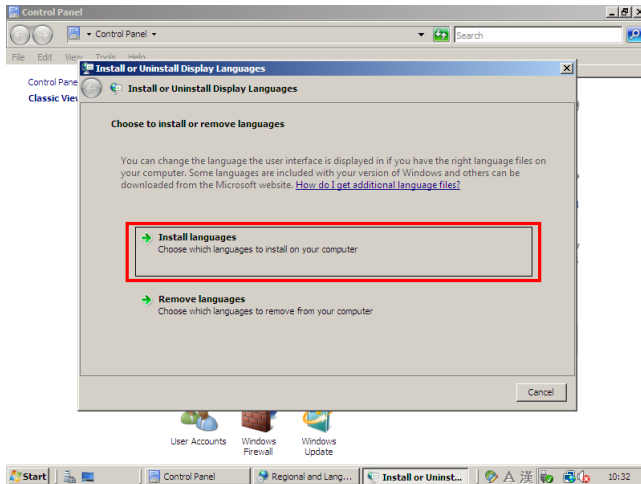 Control Panel
Control Panel
Search
File Edit View Tools Help
Install or Uninstall Display Languages
Control Pane
Install or Uninstall Display Languages
Classic Viev
Choose to install or remove languages
You can change the language the user interface is displayed in if you have the right language files on
your computer. Some languages are included with your version of Windows and others can be
downloaded from the Microsoft website. How do I get additional language files?
Install languages
Choose which languages to install on your computer
Remove languages
Choose which languages to remove from your computer
Cancel
User Accounts Windows Windows
Firewall Update
Start Control Panel Regional and Lang... Install or Uninst... A 漢 10:32